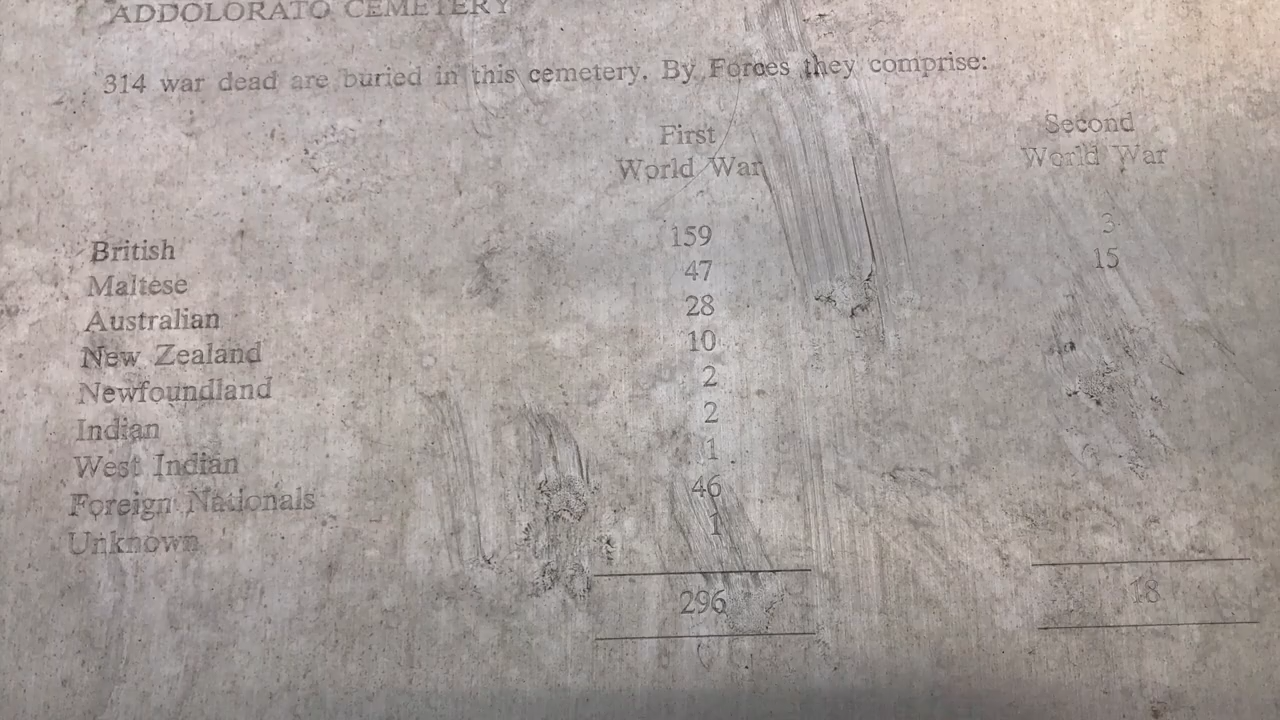 ADDOLORATO CEMETERY
314 war dead are buried in this cemetery. By Forces they comprise:
First World War Second World War
British 159 3
Maltese 47 15
Australian 28
New Zealand 10
Newfoundland 2
Indian 2
West Indian 1
Foreign Nationals 46
Unknown 1
296 18